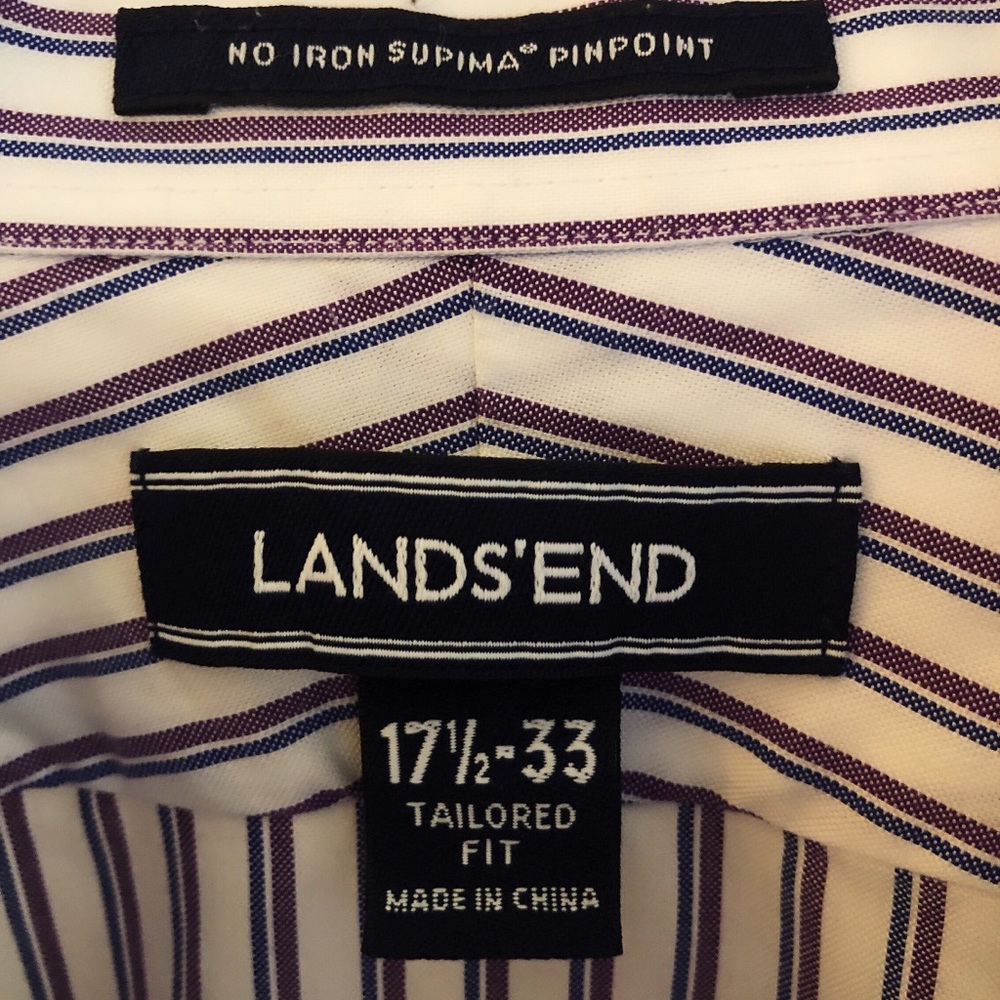 NO IRON SUPIMA® PINPOINT
LANDS'END
17½-33
TAILORED
FIT
MADE IN CHINA